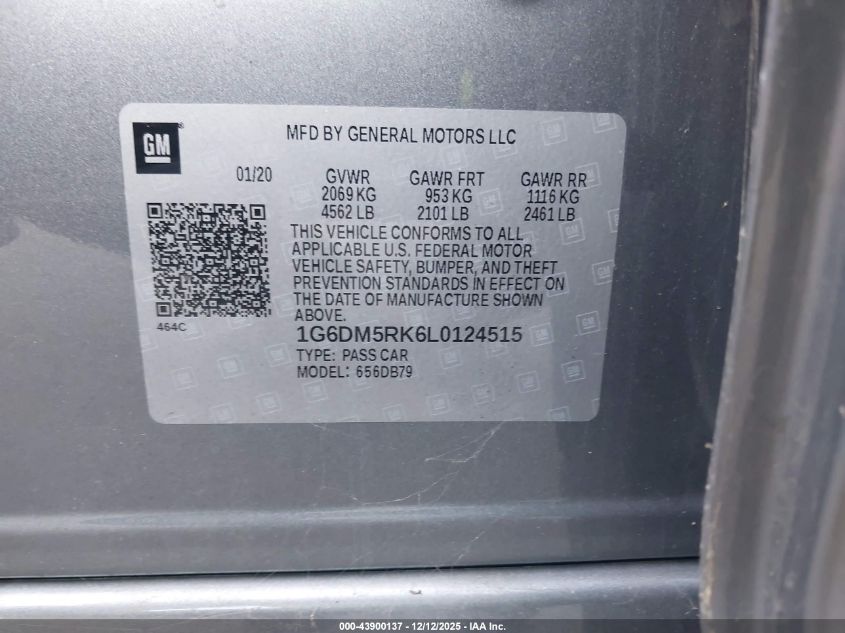 GM
MFD BY GENERAL MOTORS LLC
01/20 GVWR GAWR FRT GAWR RR
2069 KG 953 KG 1116 KG
4562 LB 2101 LB 2461 LB
THIS VEHICLE CONFORMS TO ALL
APPLICABLE U.S. FEDERAL MOTOR
VEHICLE SAFETY, BUMPER, AND THEFT
PREVENTION STANDARDS IN EFFECT ON
THE DATE OF MANUFACTURE SHOWN
ABOVE.
464C
1G6DM5RK6L0124515
TYPE: PASS CAR
MODEL: 656DB79
000-43900137 - 12/12/2025 - IAA Inc.